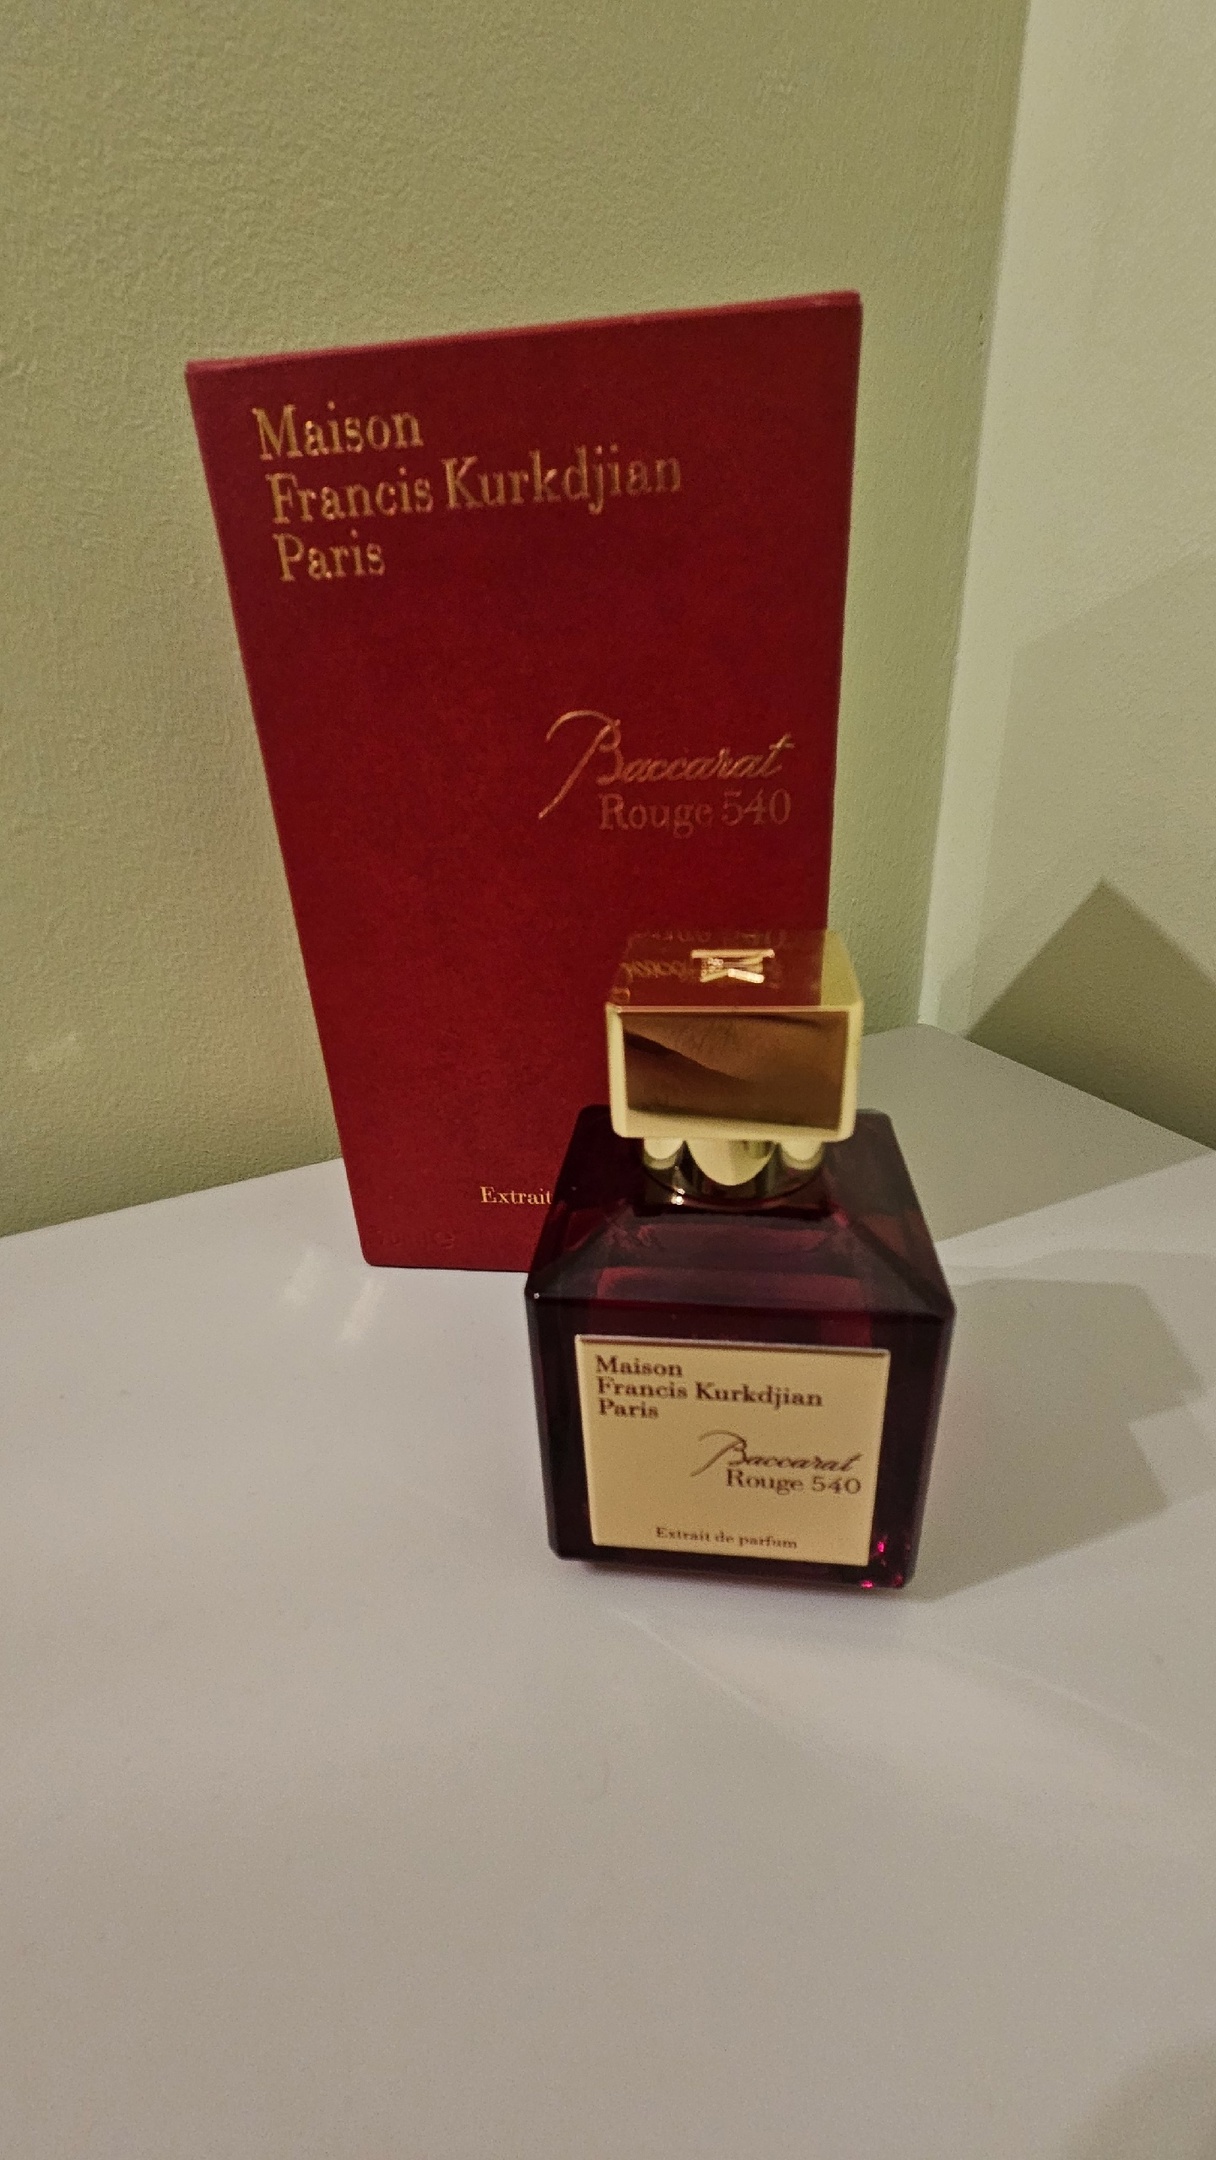 Maison
Francis Kurkdjian
Paris
Baccarat
Rouge 540
Extrait
Maison
Francis Kurkdjian
Paris
Baccarat
Rouge 540
Extrait de parfum